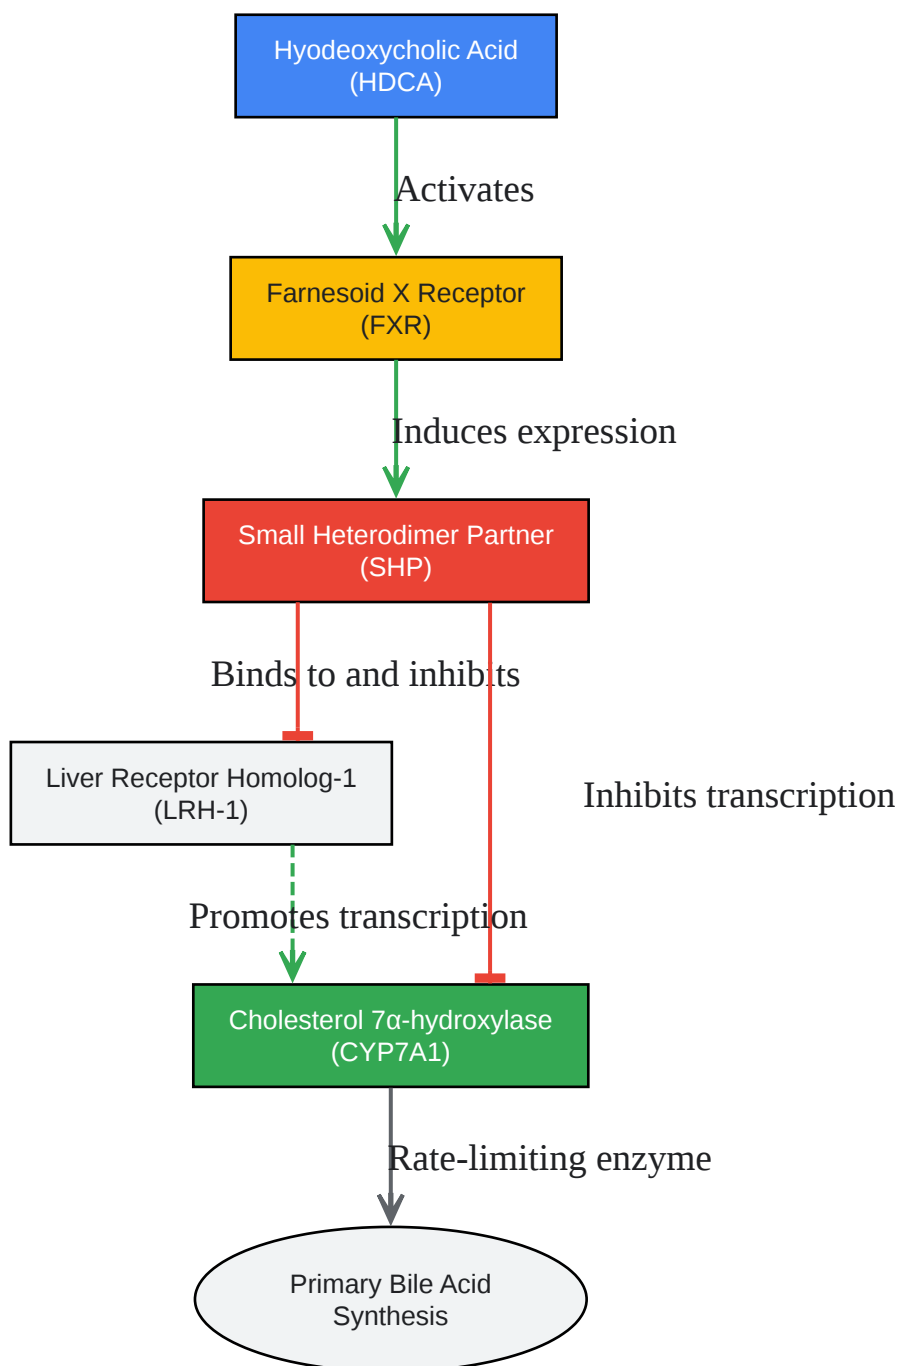 Hyodeoxycholic Acid
(HDCA)
Activates
Farnesoid X Receptor
(FXR)
Induces expression
Small Heterodimer Partner
(SHP)
Binds to and inhibits
Liver Receptor Homolog-1
(LRH-1)
Inhibits transcription
Promotes transcription
Cholesterol 7α-hydroxylase
(CYP7A1)
Rate-limiting enzyme
Primary Bile Acid
Synthesis